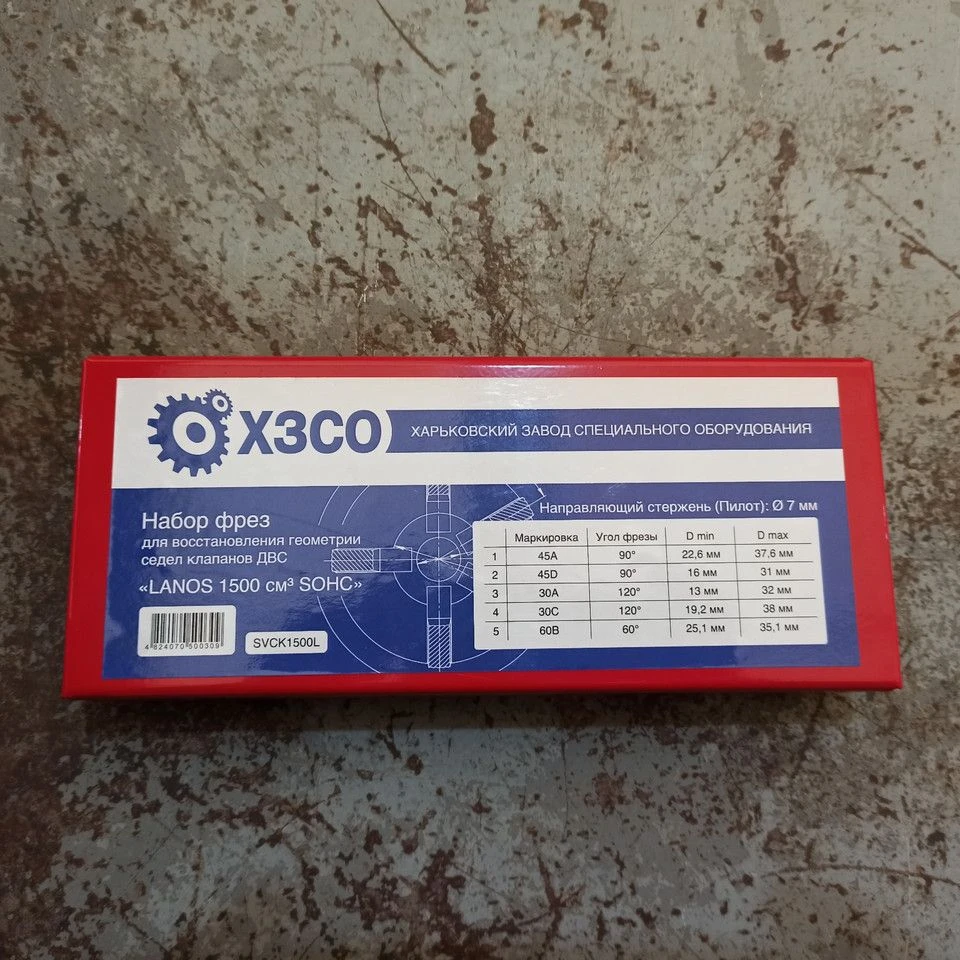 ХЗСО
ХАРЬКОВСКИЙ ЗАВОД СПЕЦИАЛЬНОГО ОБОРУДОВАНИЯ
Набор фрез
для восстановления геометрии
седел клапанов ДВС
«LANOS 1500 см³ SOHC»
4 824070 500309
SVCK1500L
Направляющий стержень (Пилот): Ø 7 мм
Маркировка Угол фрезы D min D max
1 45A 90° 22,6 мм 37,6 мм
2 45D 90° 16 мм 31 мм
3 30A 120° 13 мм 32 мм
4 30C 120° 19,2 мм 38 мм
5 60B 60° 25,1 мм 35,1 мм